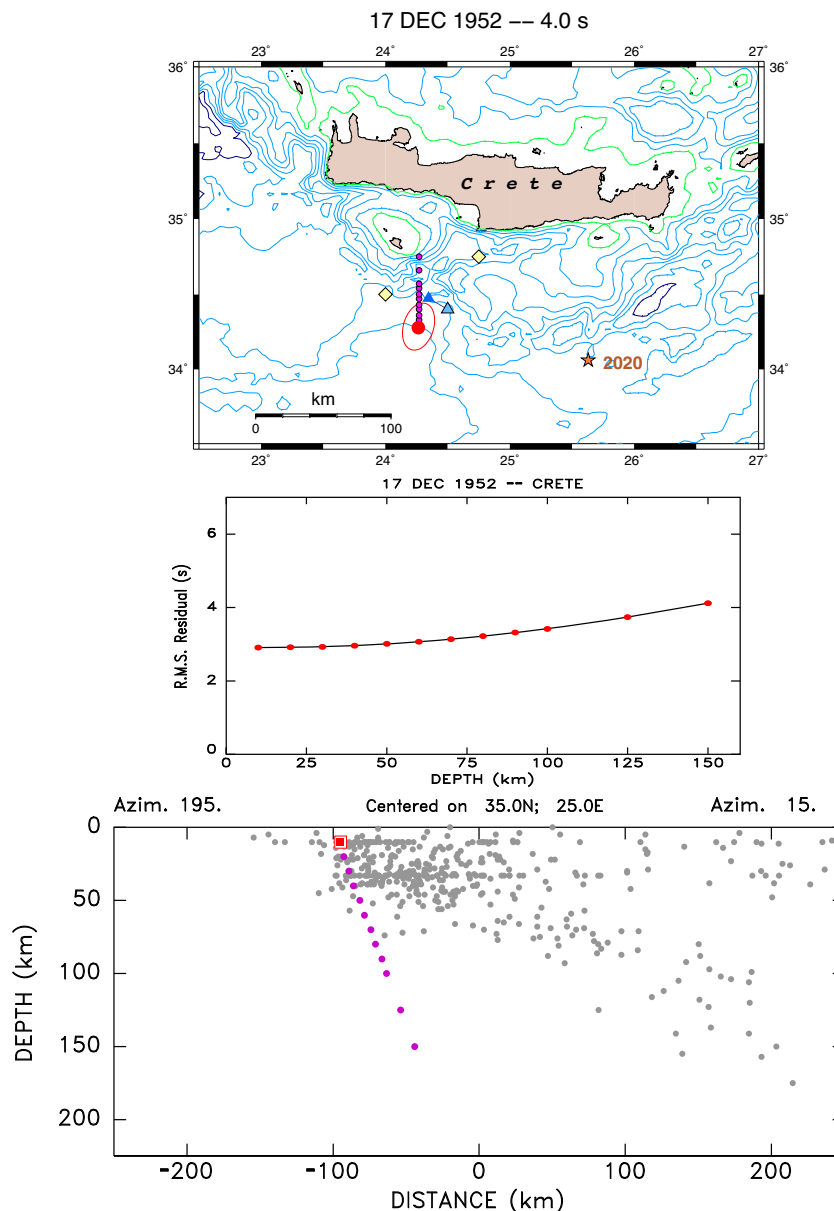 17 DEC 1952 -- 4.0 s
23° 24° 25° 26° 27°
36° 36°
Crete
35° 35°
2020
34° 34°
km
0 100
23° 24° 25° 26° 27°
17 DEC 1952 -- CRETE
6
4
2
0
R.M.S. Residual (s)
0 25 50 75 100 125 150
DEPTH (km)
Azim. 195. Centered on 35.0N; 25.0E Azim. 15.
0
50
100
150
200
DEPTH (km)
-200 -100 0 100 200
DISTANCE (km)